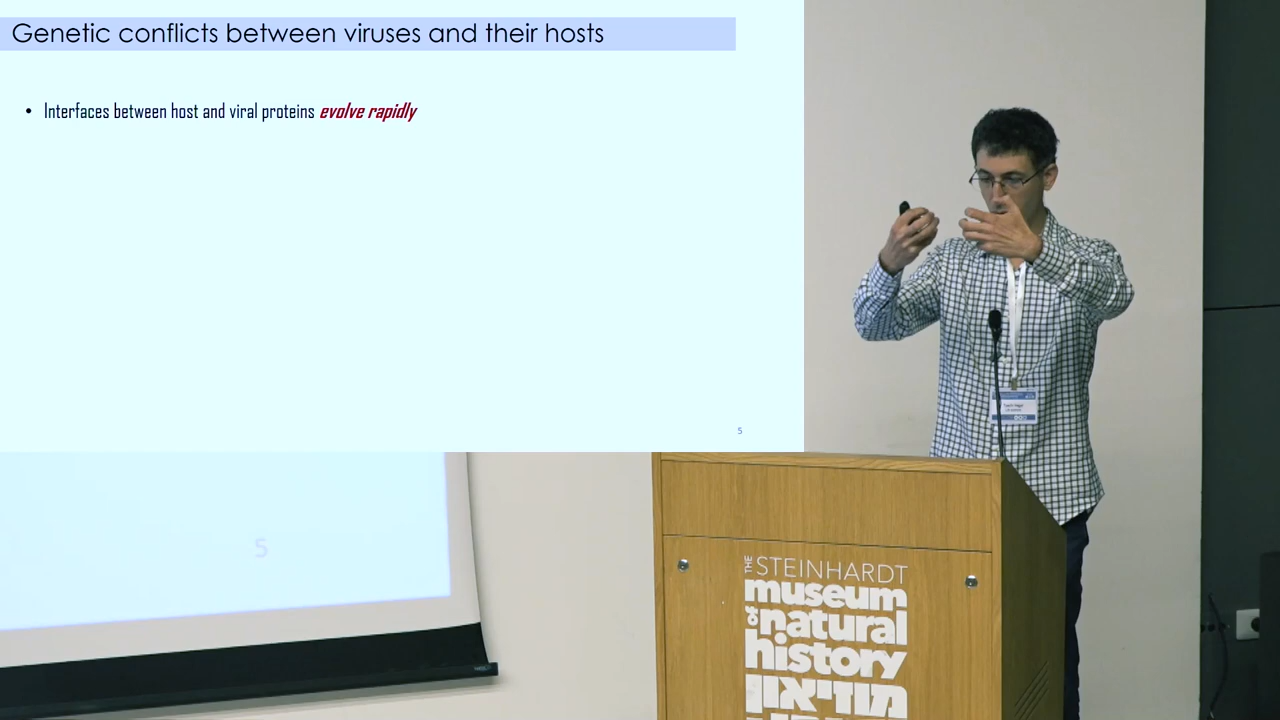 Genetic conflicts between viruses and their hosts
• Interfaces between host and viral proteins evolve rapidly
5
5
THE STEINHARDT
museum
of natural
history
מוזיאון